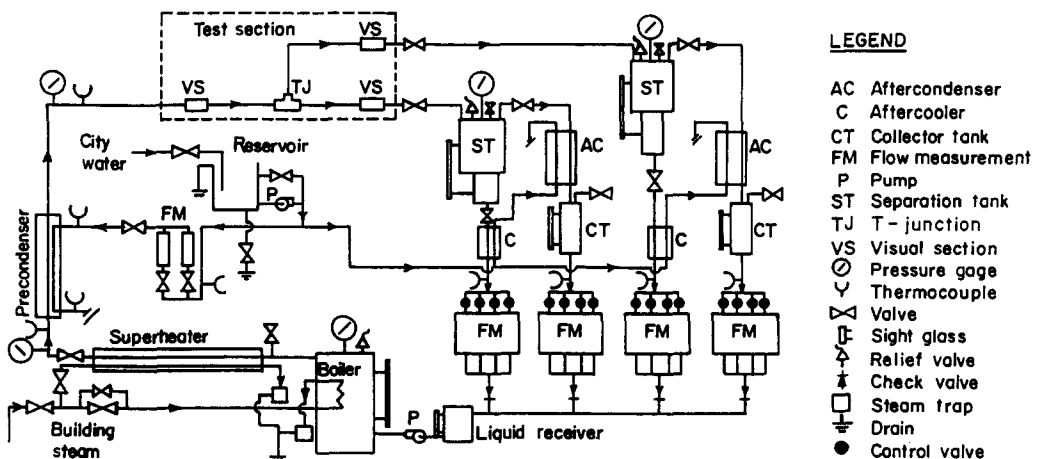 Test section
VS
VS
TJ
VS
City
water
Reservoir
P
FM
Precondenser
Superheater
Boiler
Building
steam
P
Liquid receiver
ST
AC
CT
C
ST
AC
CT
C
FM
FM
FM
FM
LEGEND
AC Aftercondenser
C Aftercooler
CT Collector tank
FM Flow measurement
P Pump
ST Separation tank
TJ T-junction
VS Visual section
Pressure gage
Thermocouple
Valve
Sight glass
Relief valve
Check valve
Steam trap
Drain
Control valve